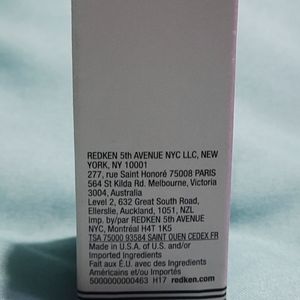 REDKEN 5th AVENUE NYC LLC, NEW
YORK, NY 10001
277, rue Saint Honoré 75008 PARIS
564 St Kilda Rd. Melbourne, Victoria
3004, Australia
Level 2, 632 Great South Road,
Ellerslie, Auckland, 1051, NZL
Imp. by/par REDKEN 5th AVENUE
NYC, Montreal H4T 1K5
TSA 75000 93584 SAINT OUEN CEDEX FR
Made in U.S.A. of U.S. and/or
Imported Ingredients
Fait aux É.U. avec des Ingrédients
Américains et/ou Importés
5000000000463 H17 redken.com